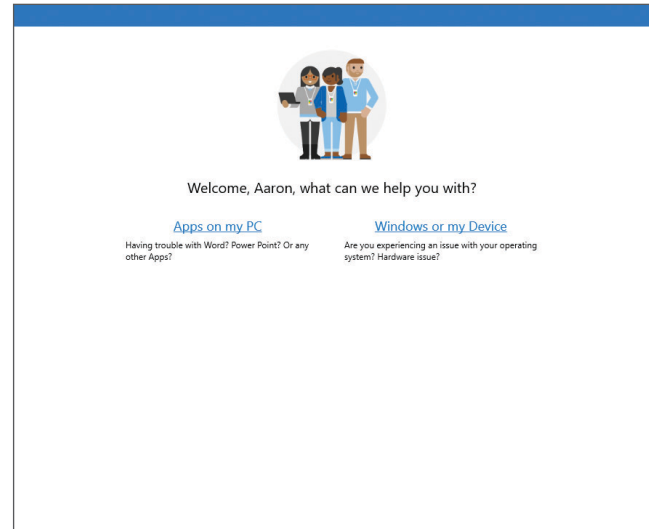 Welcome, Aaron, what can we help you with?
Apps on my PC
Having trouble with Word? Power Point? Or any
other Apps?
Windows or my Device
Are you experiencing an issue with your operating
system? Hardware issue?